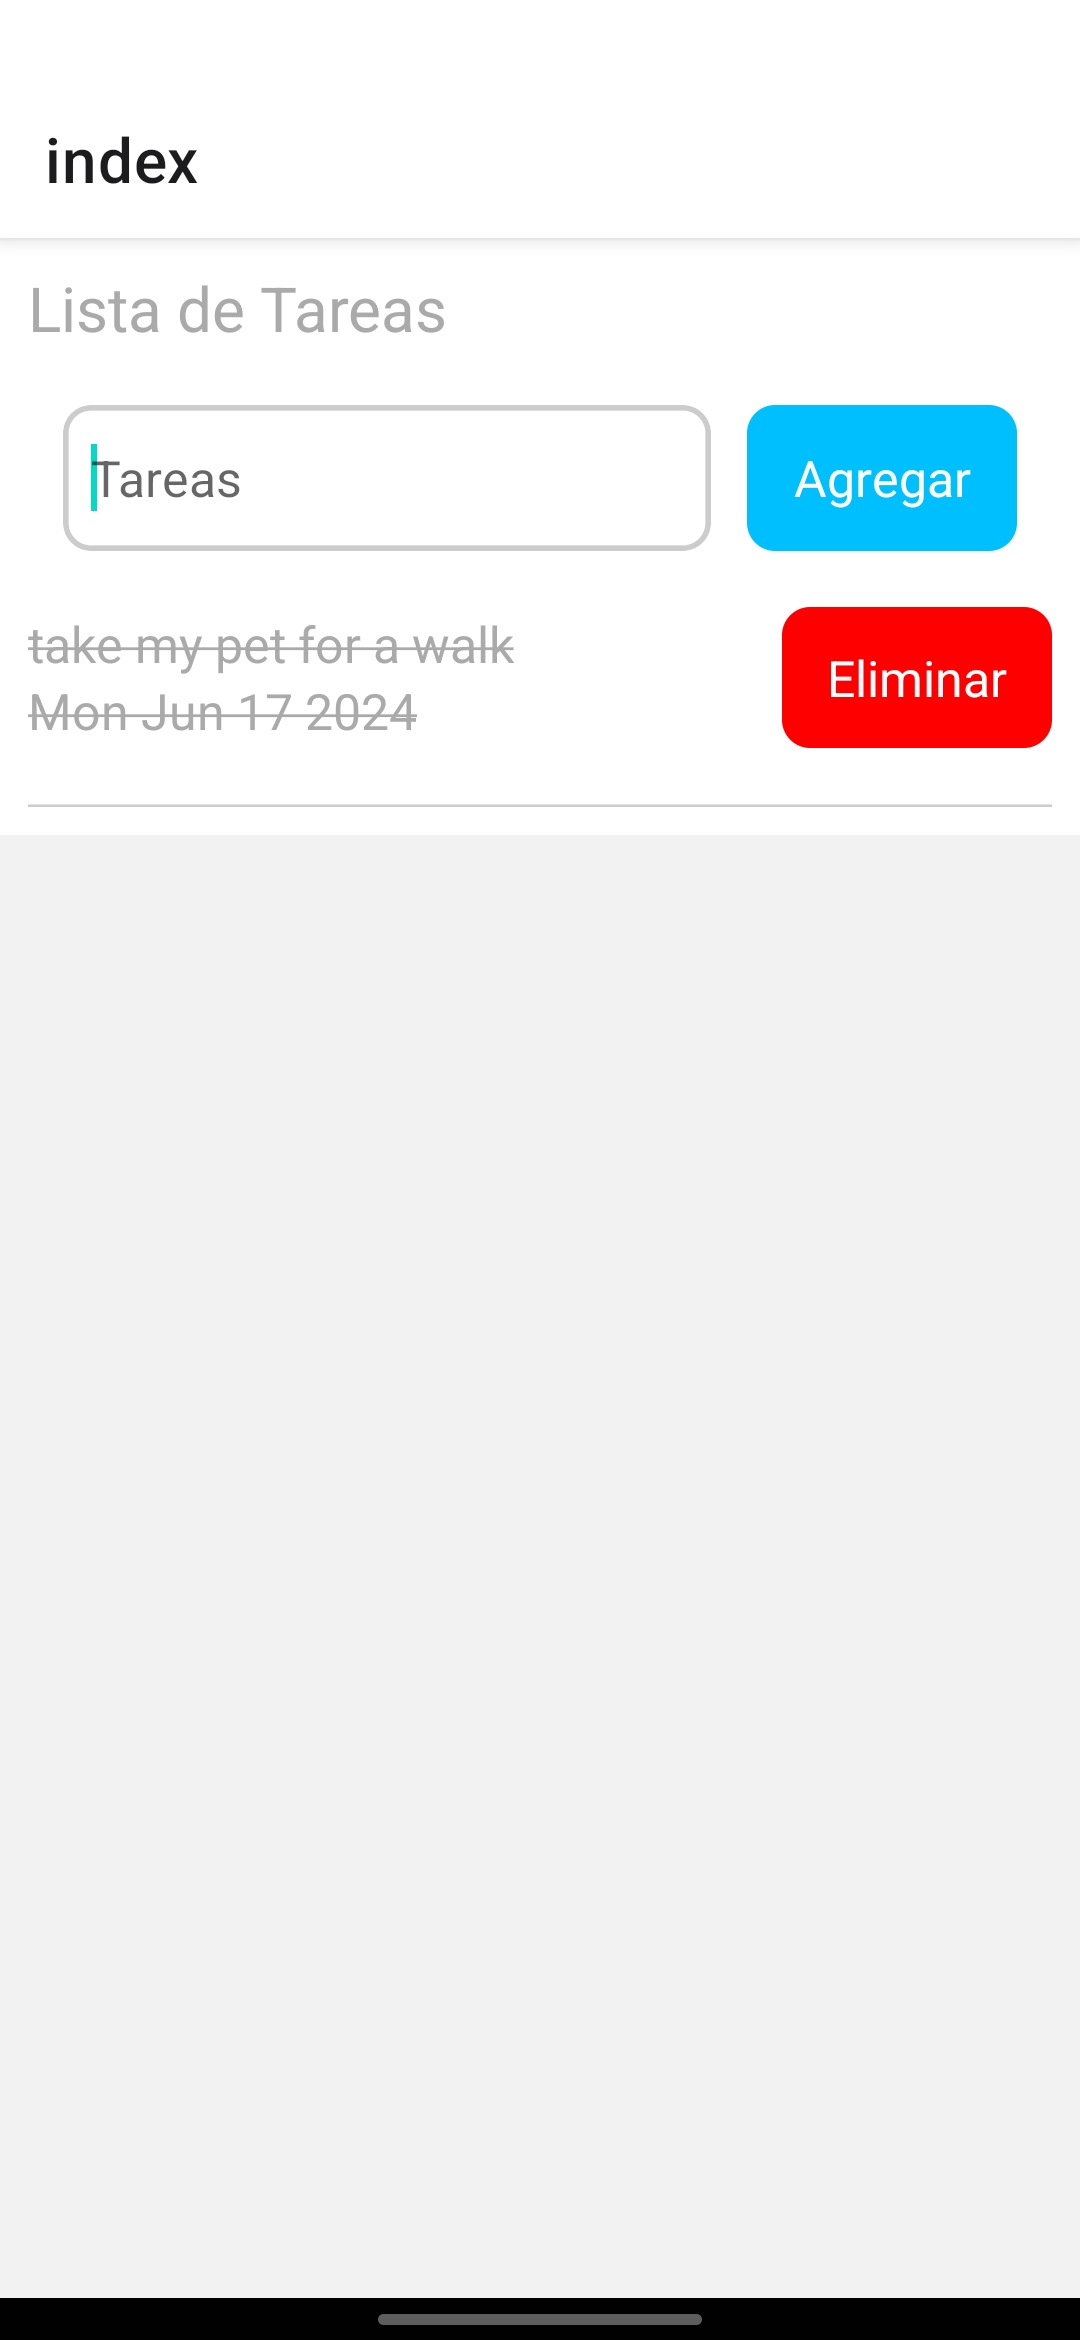 index
Lista de Tareas
Tareas
Agregar
take my pet for a walk
Mon Jun 17 2024
Eliminar